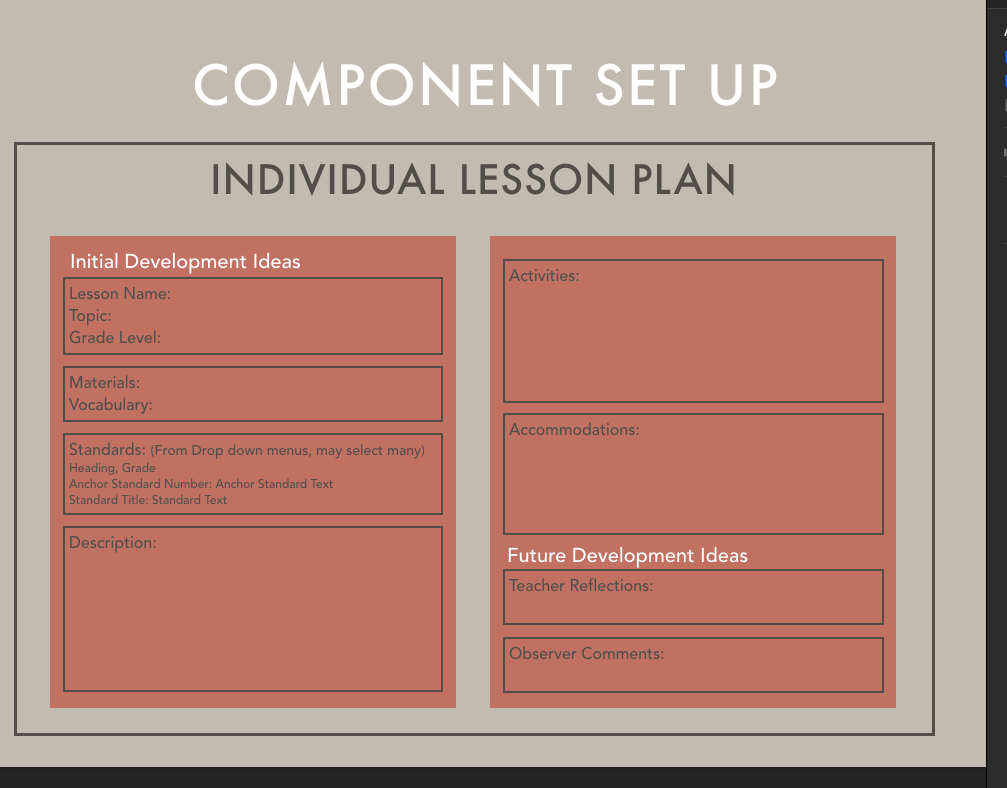 COMPONENT SET UP
INDIVIDUAL LESSON PLAN
Initial Development Ideas
Lesson Name:
Topic:
Grade Level:
Materials:
Vocabulary:
Standards: (From Drop down menus, may select many)
Heading, Grade
Anchor Standard Number: Anchor Standard Text
Standard Title: Standard Text
Description:
Activities:
Accommodations:
Future Development Ideas
Teacher Reflections:
Observer Comments: